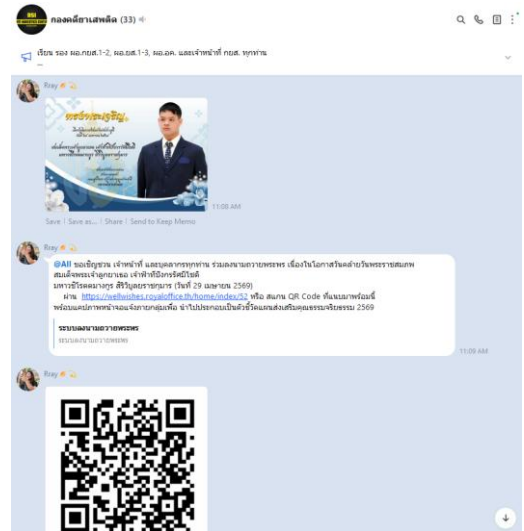 กองคดียาเสพติด (33)
เรียน รอง ผอ.กยส.1-2, ผอ.ยส.1-3, ผอ.อค. และเจ้าหน้าที่ กยส. ทุกท่าน
Rray
ทรงพระเจริญ
11:09 AM
Save | Save as... | Share | Send to Keep Memo
Rray
@All ขอเชิญชวน เจ้าหน้าที่ และบุคลากรทุกท่าน ร่วมลงนามถวายพระพร เนื่องในโอกาสวันคล้ายวันพระราชสมภพ
สมเด็จพระเจ้าลูกยาเธอ เจ้าฟ้าทีปังกรรัศมีโชติ
มหาวชิโรตตมางกูร สิริวิบูลยราชกุมาร (วันที่ 29 เมษายน 2569)
ผ่าน https://wellwishes.royaloffice.th/home/index/52 หรือ สแกน QR Code ที่แนบมาพร้อมนี้
พร้อมแคปภาพหน้าจอแจ้งภายกลุ่มเพื่อ นำไปประกอบเป็นตัวชี้วัดแผนส่งเสริมคุณธรรมจริยธรรม 2569
ระบบลงนามถวายพระพร
ระบบลงนามถวายพระพร
11:09 AM
Rray